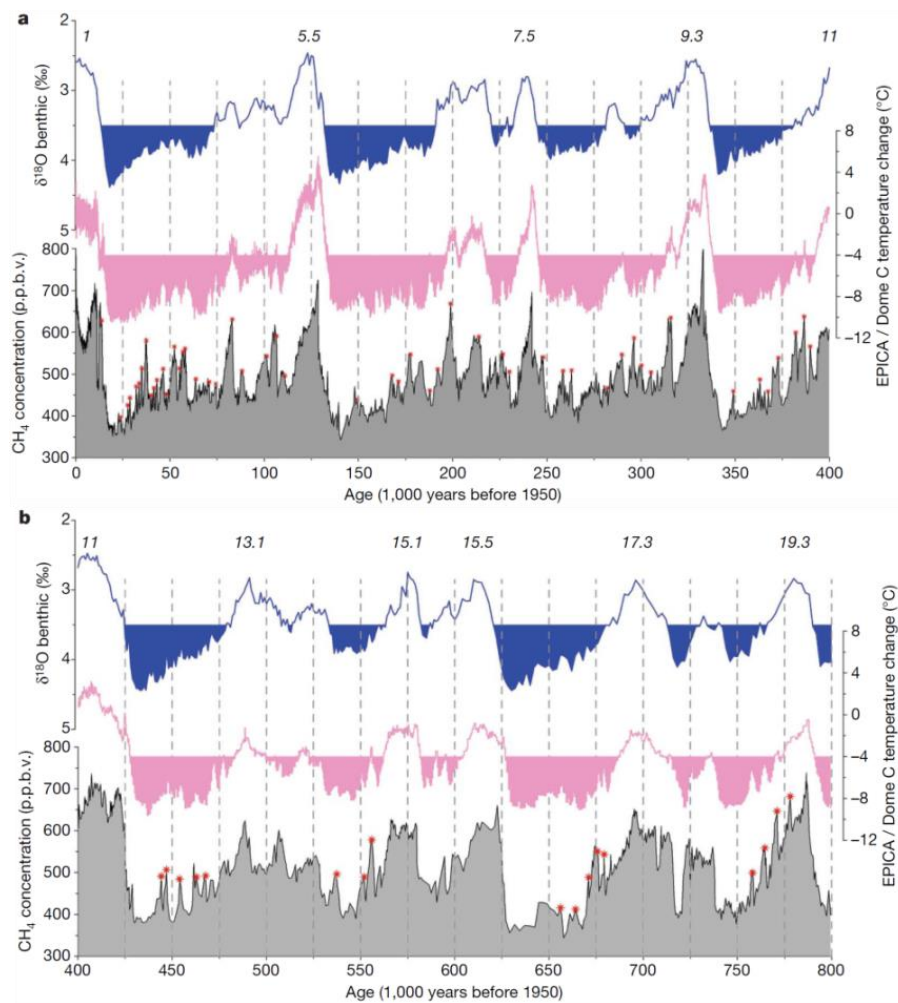 a
1 5.5 7.5 9.3 11
2
3
4
5
δ¹⁸O benthic (‰)
8
4
0
−4
−8
−12
EPICA / Dome C temperature change (°C)
800
700
600
500
400
300
CH₄ concentration (p.p.b.v.)
0 50 100 150 200 250 300 350 400
Age (1,000 years before 1950)
b
11 13.1 15.1 15.5 17.3 19.3
2
3
4
5
δ¹⁸O benthic (‰)
8
4
0
−4
−8
−12
EPICA / Dome C temperature change (°C)
800
700
600
500
400
300
CH₄ concentration (p.p.b.v.)
400 450 500 550 600 650 700 750 800
Age (1,000 years before 1950)